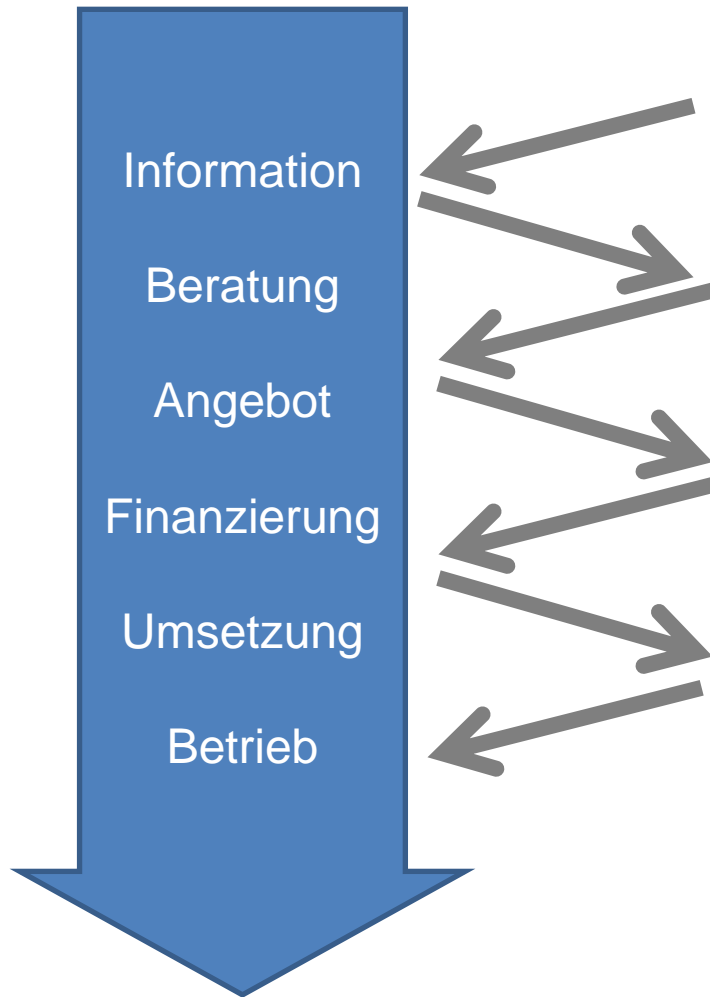 Information
Beratung
Angebot
Finanzierung
Umsetzung
Betrieb